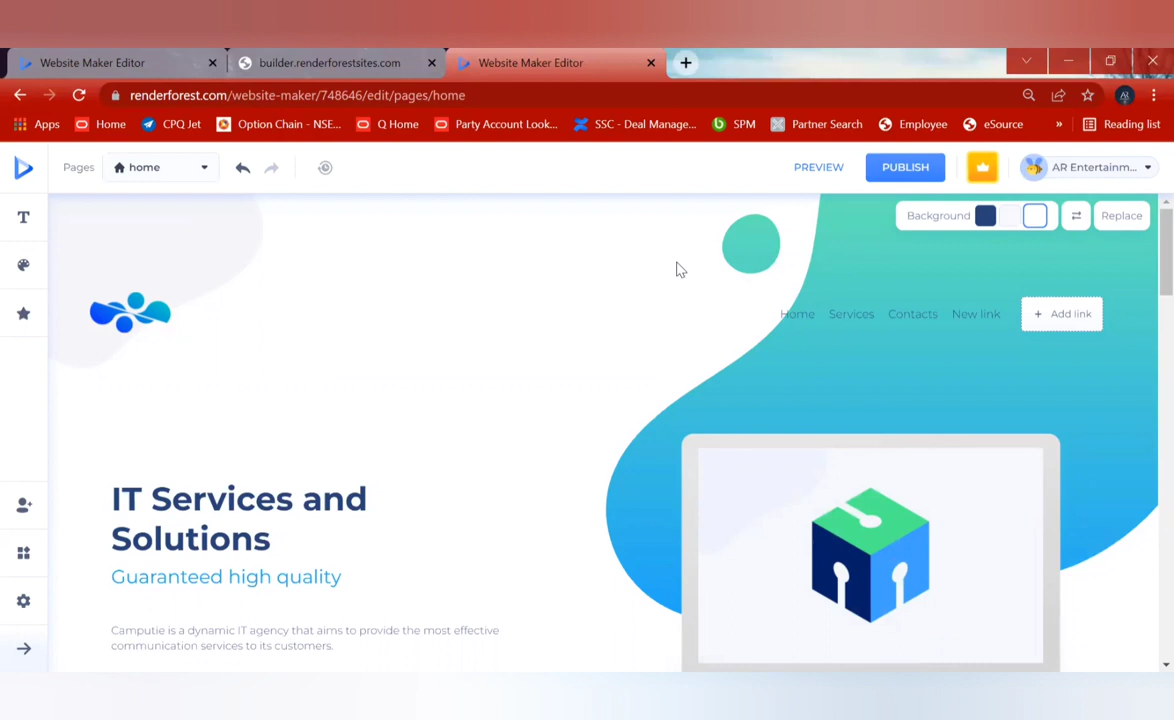 Website Maker Editor
builder.renderforestsites.com
Website Maker Editor
renderforest.com/website-maker/748646/edit/pages/home
Apps
Home
CPQ Jet
Option Chain - NSE...
Q Home
Party Account Look...
SSC - Deal Manage...
SPM
Partner Search
Employee
eSource
»
Reading list
Pages
home
PREVIEW
PUBLISH
AR Entertainm...
Background
Replace
Home
Services
Contacts
New link
+ Add link
IT Services and
Solutions
Guaranteed high quality
Camputie is a dynamic IT agency that aims to provide the most effective
communication services to its customers.